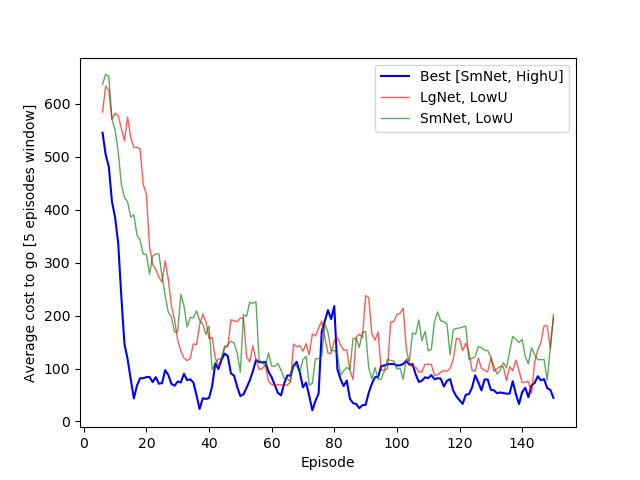 Best [SmNet, HighU]
LgNet, LowU
SmNet, LowU
Average cost to go [5 episodes window]
600
500
400
300
200
100
0
0 20 40 60 80 100 120 140
Episode